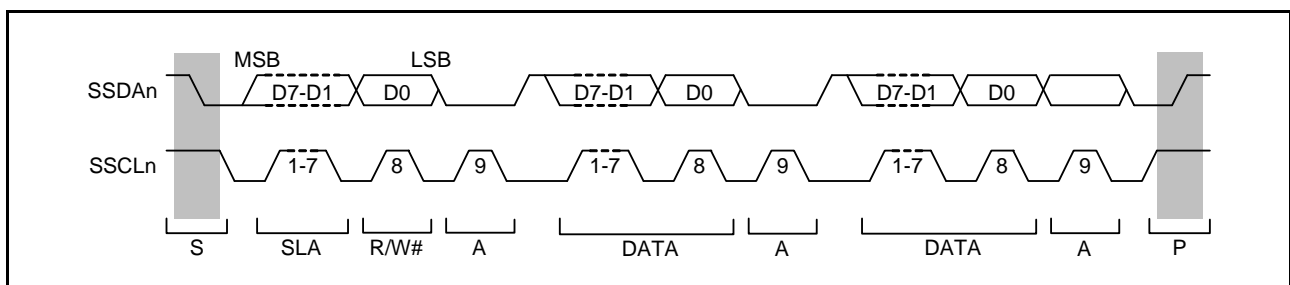 MSB LSB
SSDAn D7-D1 D0 D7-D1 D0 D7-D1 D0
SSCLn 1-7 8 9 1-7 8 9 1-7 8 9
S SLA R/W# A DATA A DATA A P